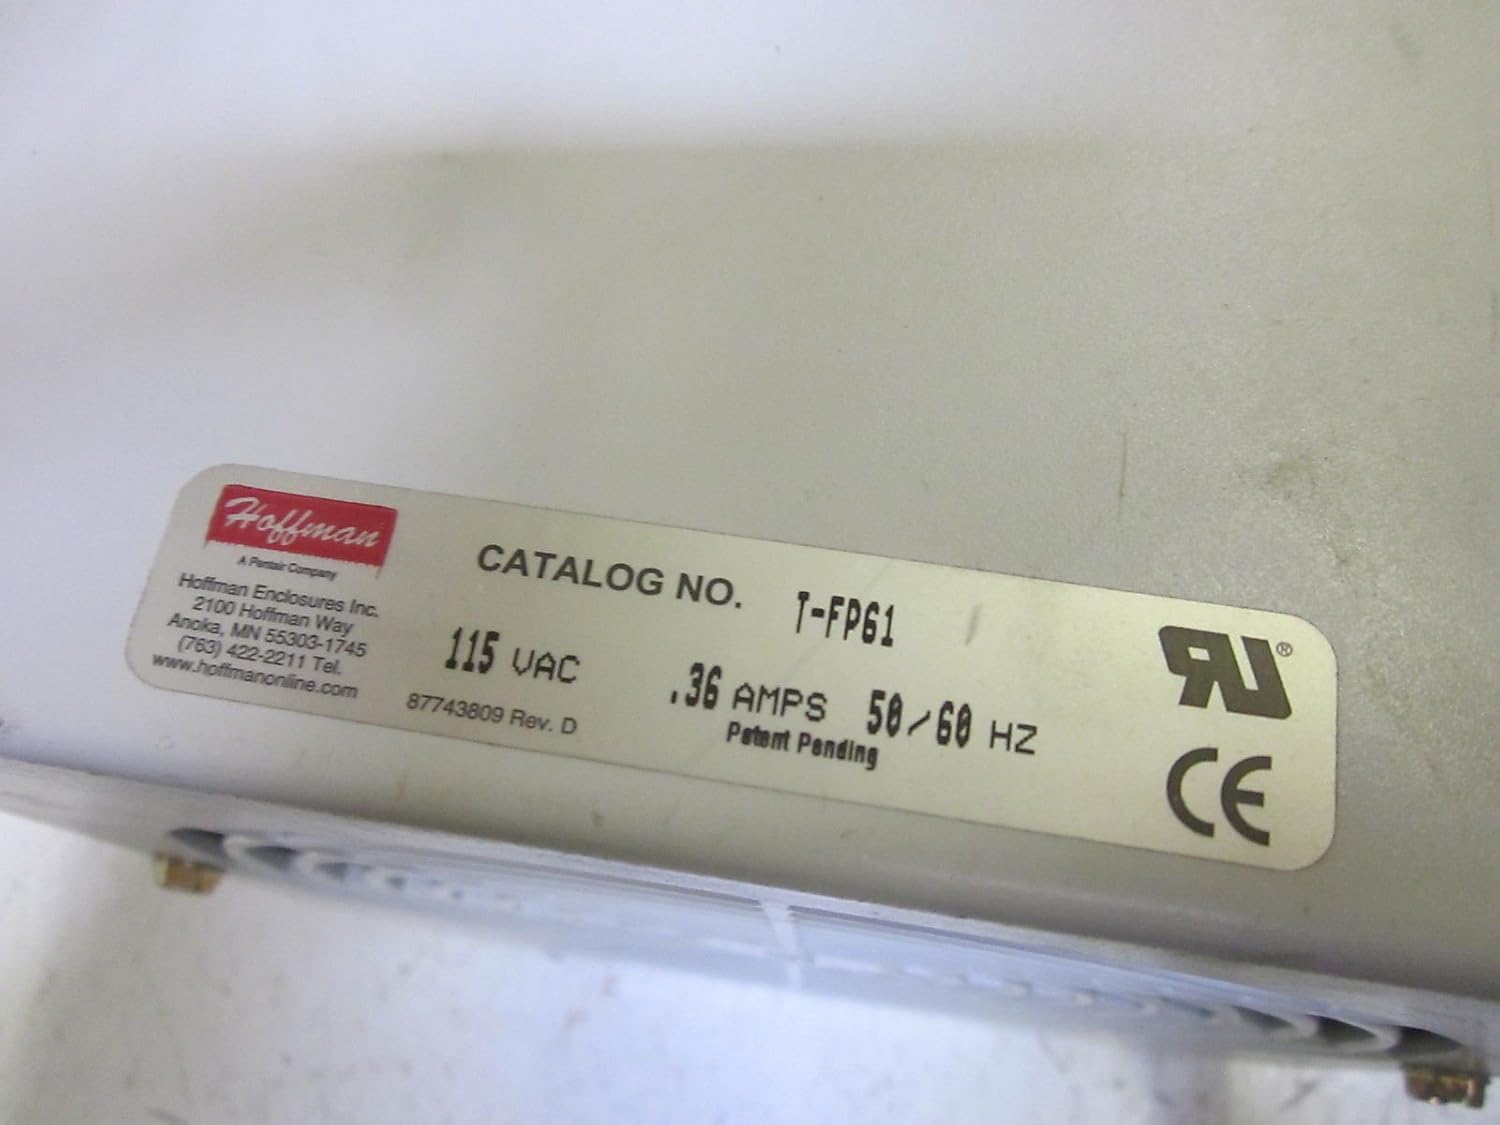 Hoffman
A Pentair Company
Hoffman Enclosures Inc.
2100 Hoffman Way
Anoka, MN 55303-1745
(763) 422-2211 Tel.
www.hoffmanonline.com
CATALOG NO. T-FP61
115 VAC .36 AMPS 50/60 HZ
87743809 Rev. D
Patent Pending
RU®
CE